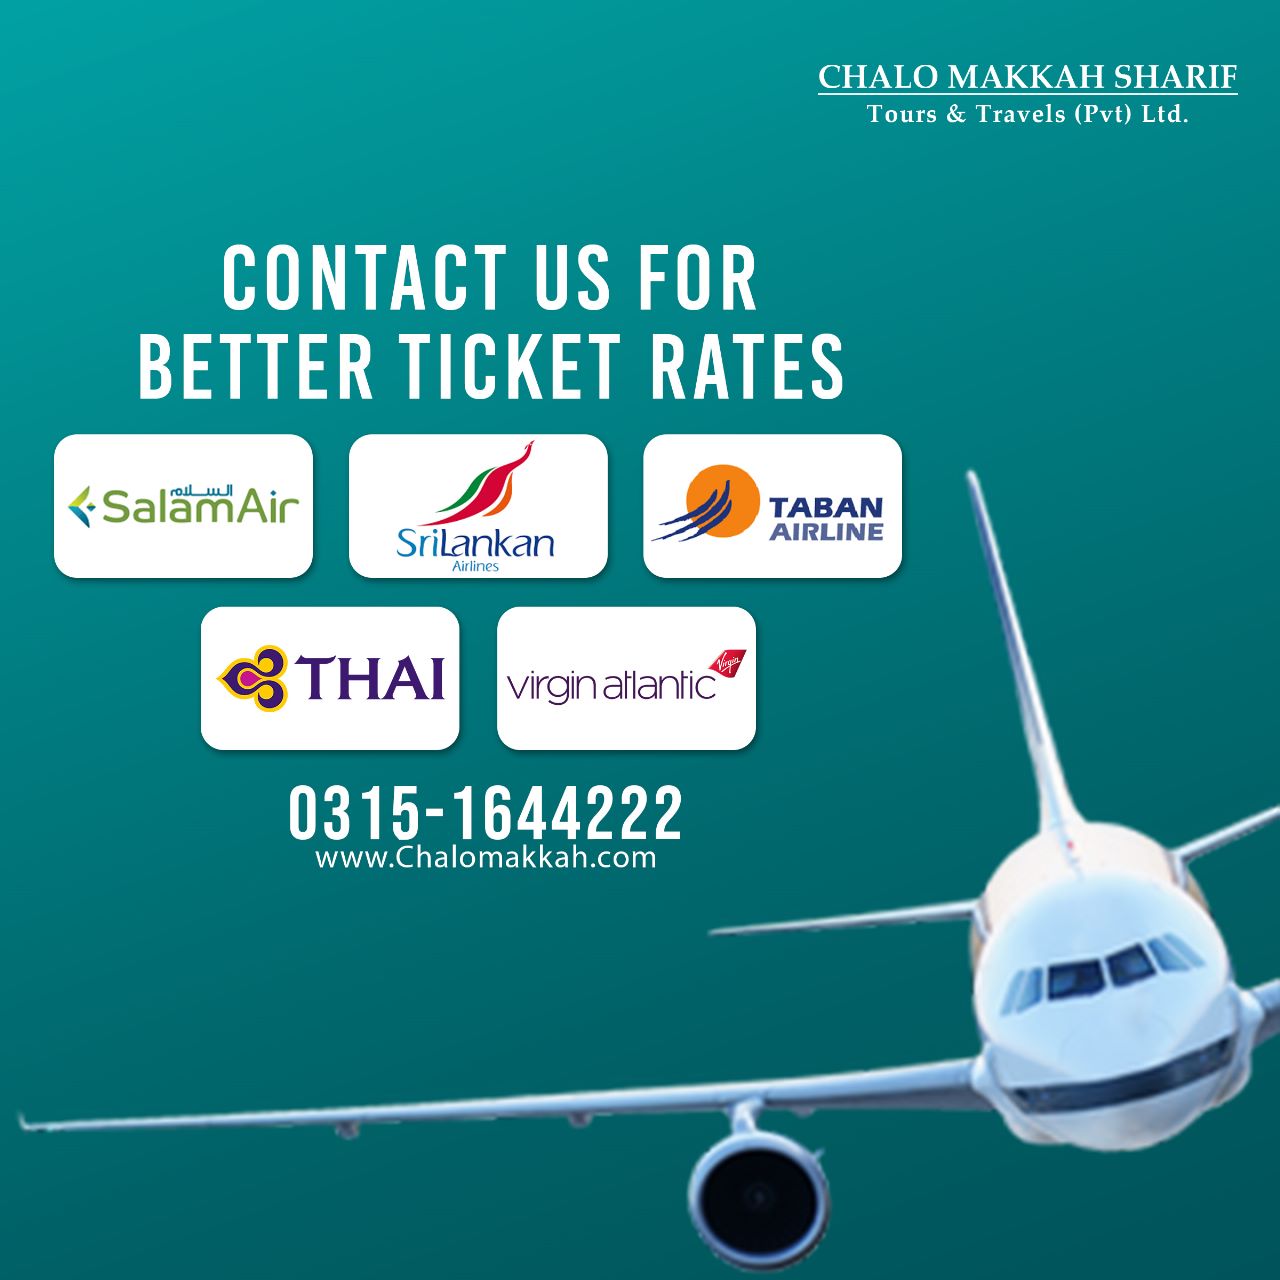 CHALO MAKKAH SHARIF
Tours & Travels (Pvt) Ltd.
CONTACT US FOR
BETTER TICKET RATES
السلام
SalamAir
SriLankan
Airlines
TABAN
AIRLINE
THAI
virgin atlantic
Virgin
0315-1644222
www.Chalomakkah.com